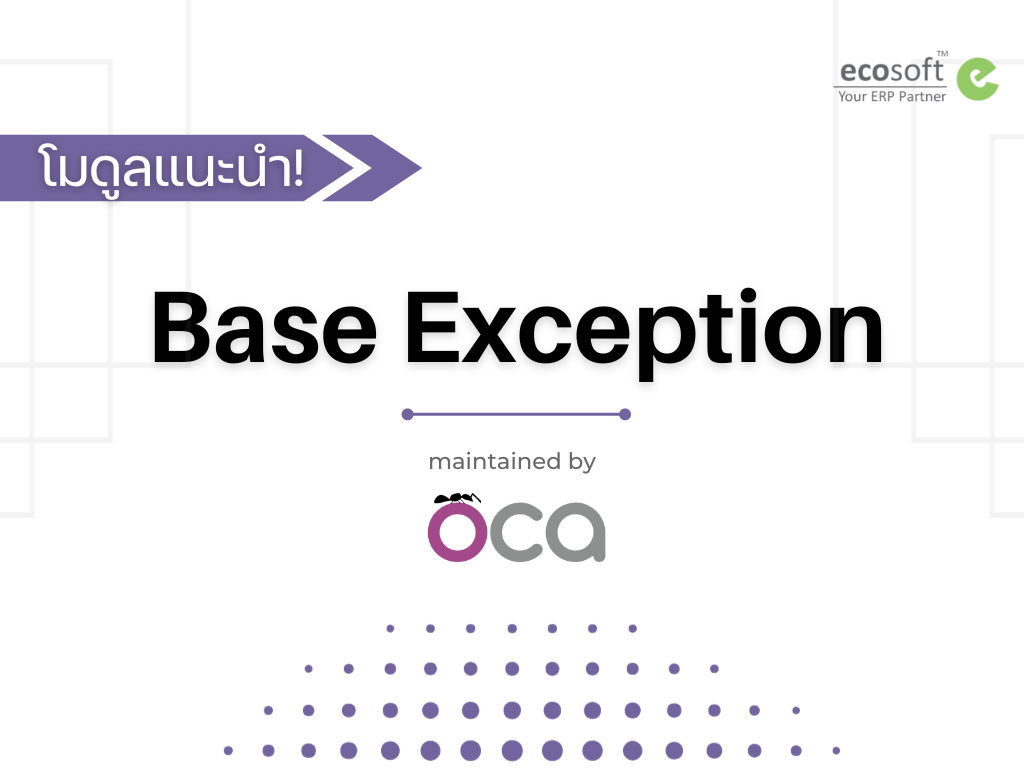 ecosoft™
Your ERP Partner
โมดูลแนะนำ!
Base Exception
maintained by
oca